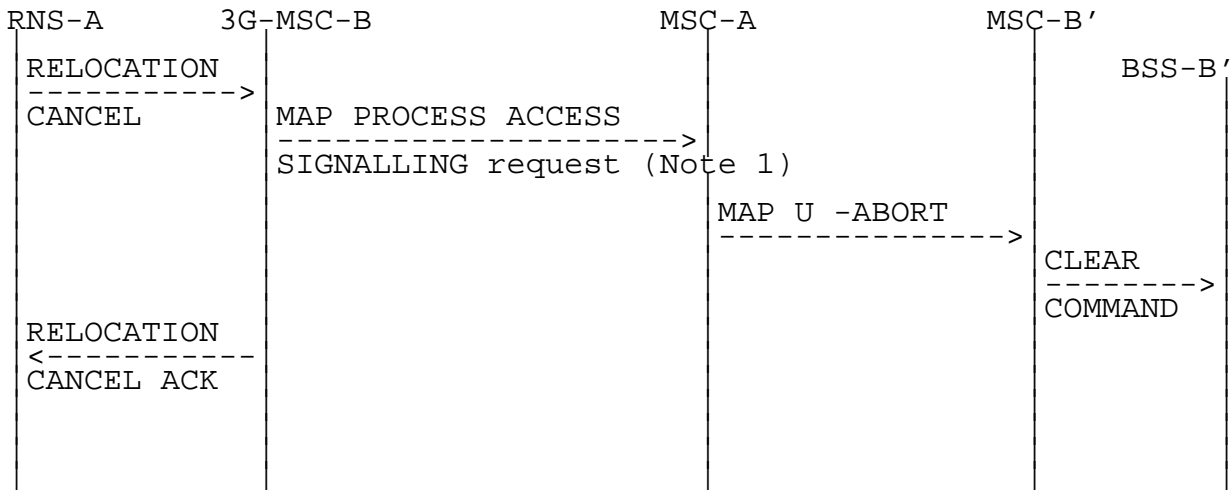 RNS-A 3G-MSC-B MSC-A MSC-B'
BSS-B'
RELOCATION
CANCEL
MAP PROCESS ACCESS
SIGNALLING request (Note 1)
MAP U -ABORT
CLEAR
COMMAND
RELOCATION
CANCEL ACK